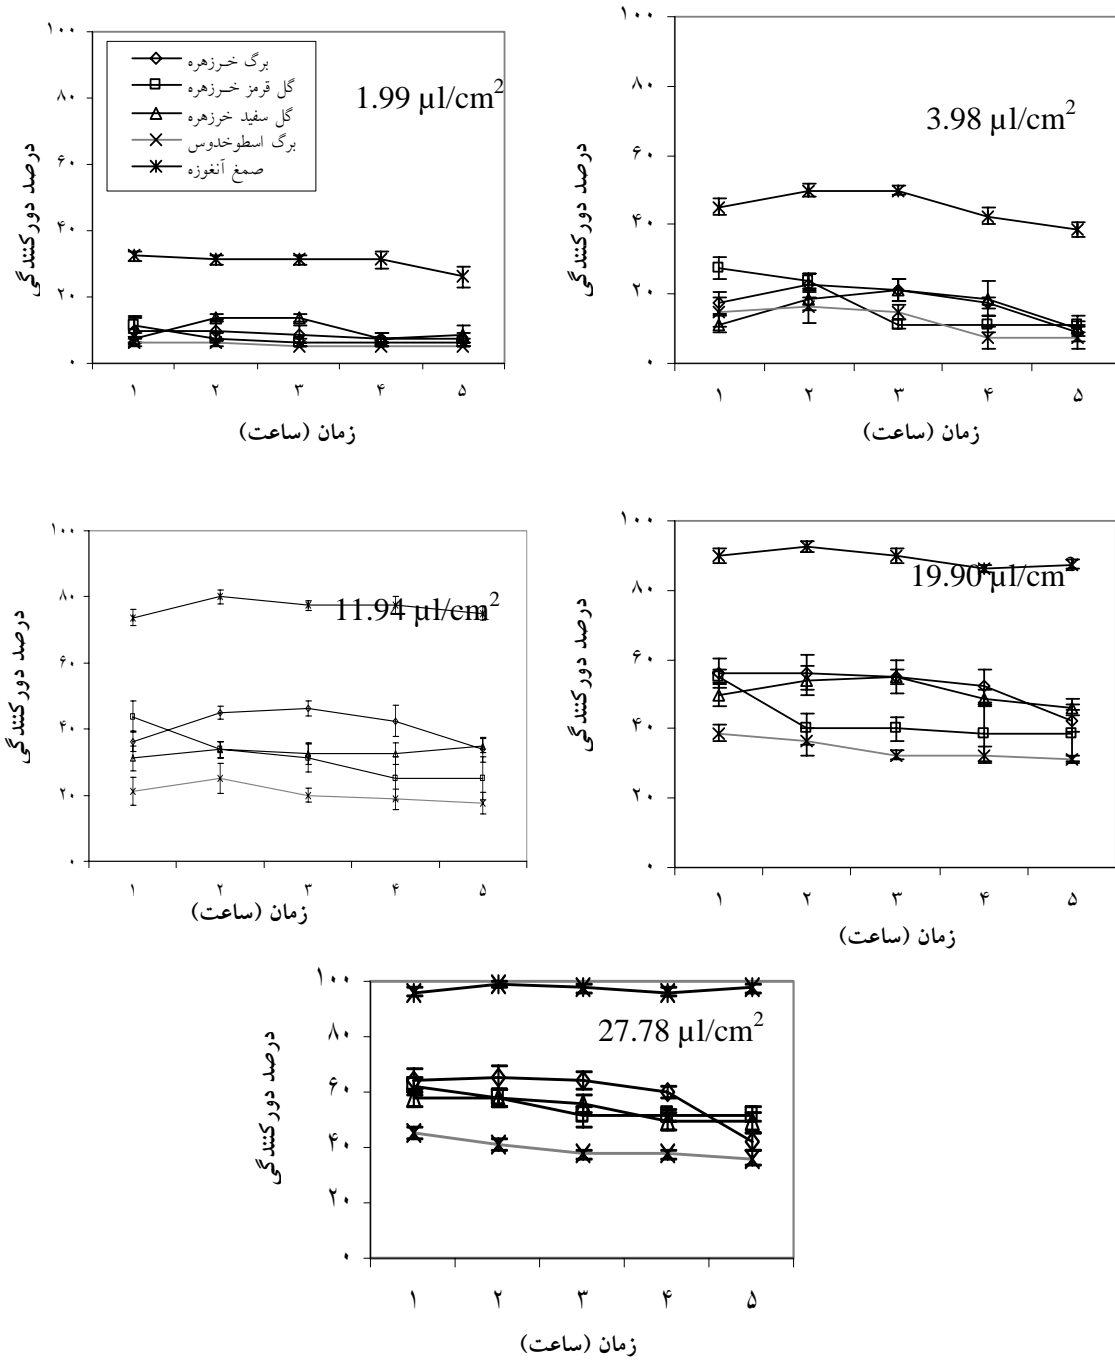 ۱۰۰
۸۰
۶۰
۴۰
۲۰
۰
۱ ۲ ۳ ۴ ۵
زمان (ساعت)
درصد دورکنندگی
برگ خرزهره
گل قرمز خرزهره
گل سفید خرزهره
برگ اسطوخدوس
صمغ آنغوزه
1.99 µl/cm²
۱۰۰
۸۰
۶۰
۴۰
۲۰
۰
۱ ۲ ۳ ۴ ۵
زمان (ساعت)
درصد دورکنندگی
3.98 µl/cm²
۱۰۰
۸۰
۶۰
۴۰
۲۰
۰
۱ ۲ ۳ ۴ ۵
زمان (ساعت)
درصد دورکنندگی
11.94 µl/cm²
۱۰۰
۸۰
۶۰
۴۰
۲۰
۰
۱ ۲ ۳ ۴ ۵
زمان (ساعت)
درصد دورکنندگی
19.90 µl/cm²
۱۰۰
۸۰
۶۰
۴۰
۲۰
۰
۱ ۲ ۳ ۴ ۵
زمان (ساعت)
درصد دورکنندگی
27.78 µl/cm²